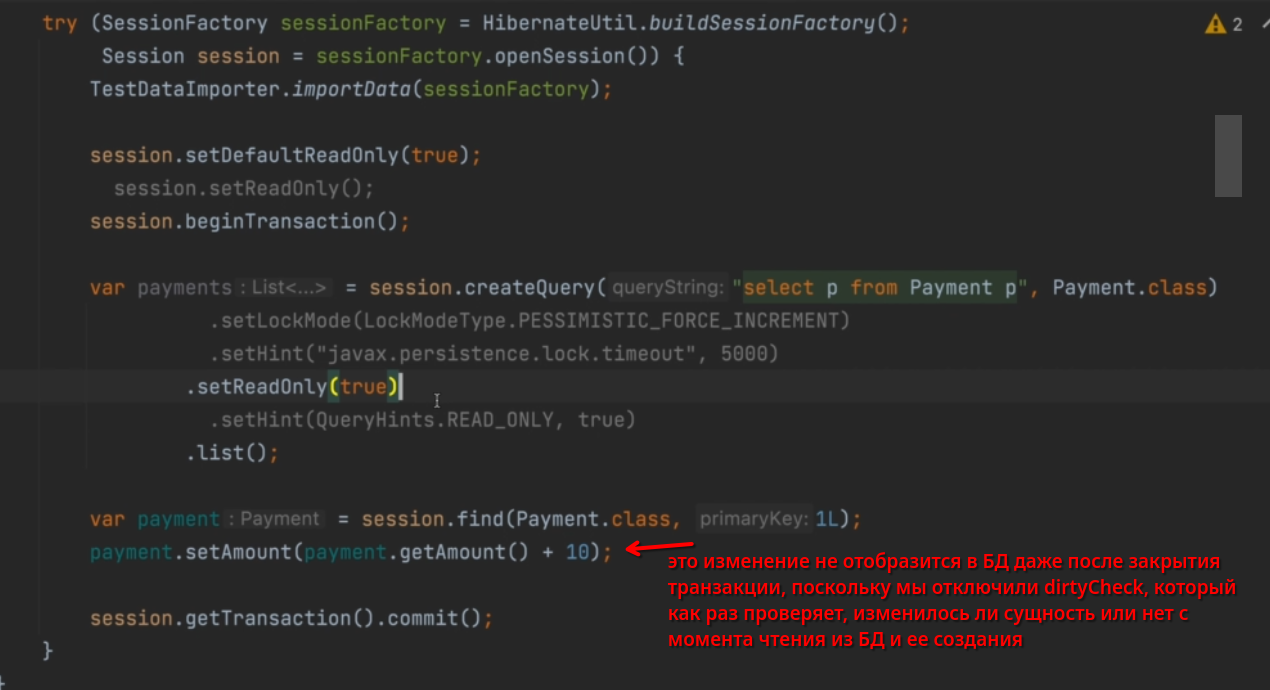 try (SessionFactory sessionFactory = HibernateUtil.buildSessionFactory();
Session session = sessionFactory.openSession()) {
TestDataImporter.importData(sessionFactory);
session.setDefaultReadOnly(true);
session.setReadOnly();
session.beginTransaction();
var payments : List<...> = session.createQuery( queryString: "select p from Payment p", Payment.class)
.setLockMode(LockModeType.PESSIMISTIC_FORCE_INCREMENT)
.setHint("javax.persistence.lock.timeout", 5000)
.setReadOnly(true)
.setHint(QueryHints.READ_ONLY, true)
.list();
var payment : Payment = session.find(Payment.class, primaryKey: 1L);
payment.setAmount(payment.getAmount() + 10);
session.getTransaction().commit();
}
2
это изменение не отобразится в БД даже после закрытия
транзакции, поскольку мы отключили dirtyCheck, который
как раз проверяет, изменилось ли сущность или нет с
момента чтения из БД и ее создания